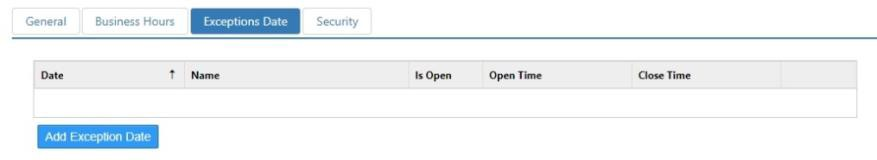 General Business Hours Exceptions Date Security
Date ↑ Name Is Open Open Time Close Time
Add Exception Date